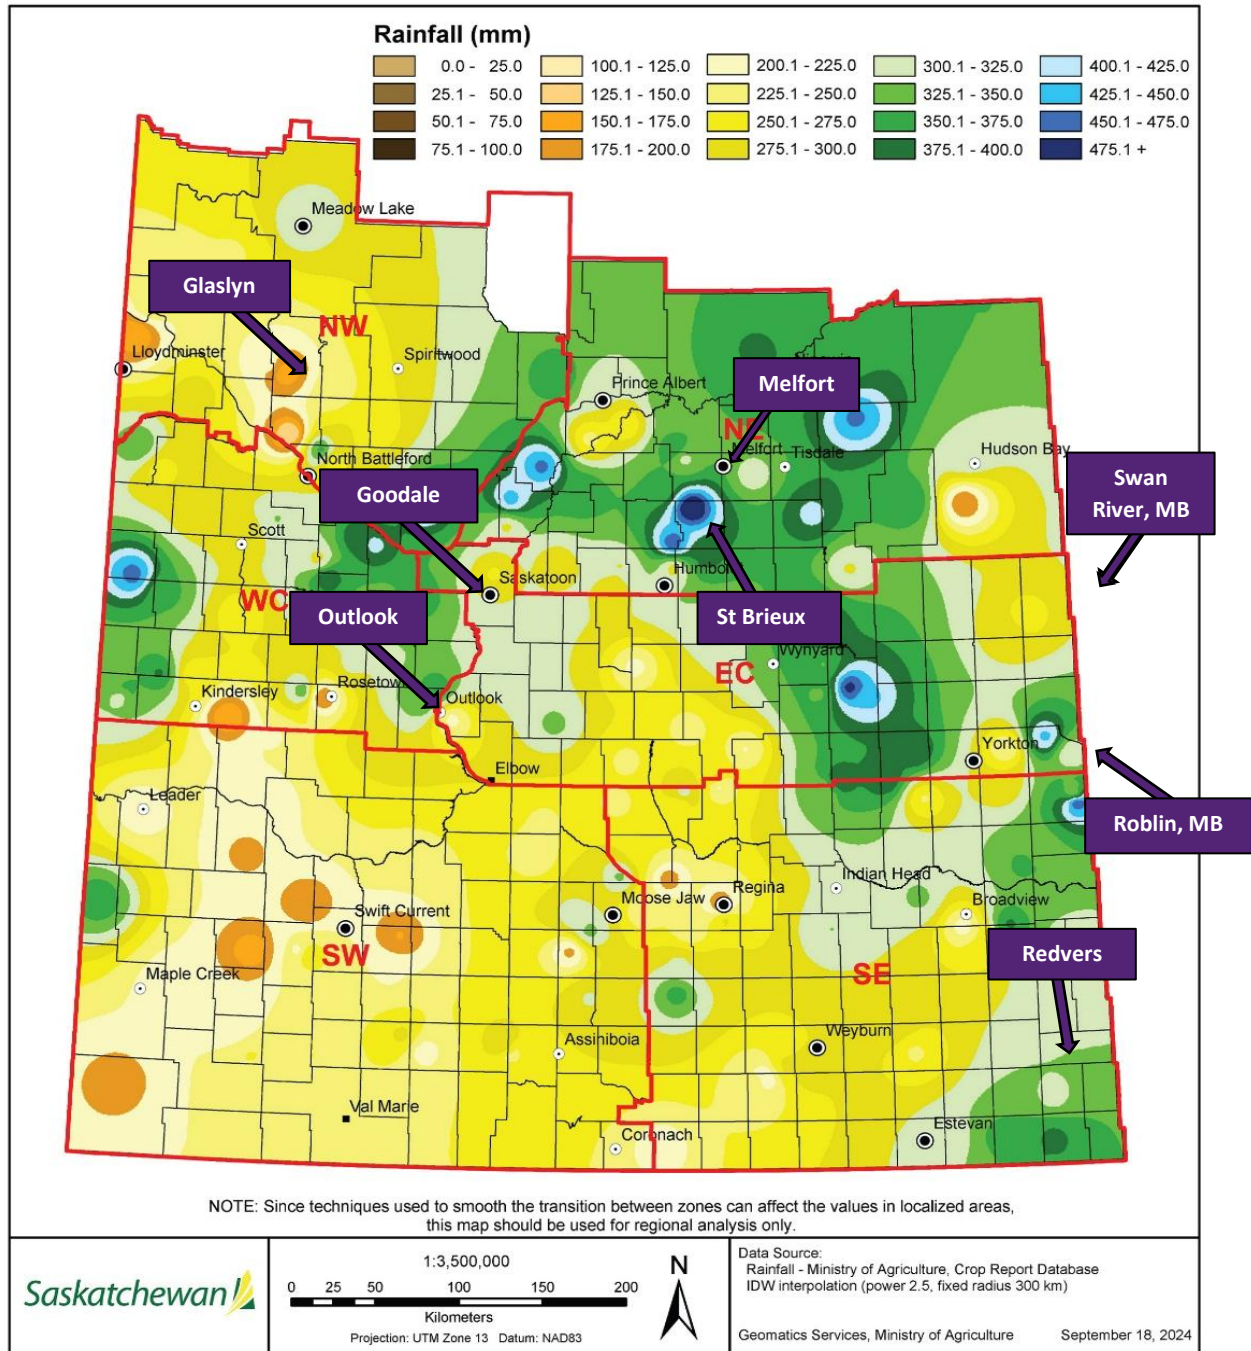 Rainfall (mm)
0.0 - 25.0
25.1 - 50.0
50.1 - 75.0
75.1 - 100.0
100.1 - 125.0
125.1 - 150.0
150.1 - 175.0
175.1 - 200.0
200.1 - 225.0
225.1 - 250.0
250.1 - 275.0
275.1 - 300.0
300.1 - 325.0
325.1 - 350.0
350.1 - 375.0
375.1 - 400.0
400.1 - 425.0
425.1 - 450.0
450.1 - 475.0
475.1 +
Meadow Lake
Glaslyn
NW
Lloydminster
Spiritwood
Prince Albert
Melfort
NE
Melfort
Tisdale
Hudson Bay
North Battleford
Swan
River, MB
Goodale
Scott
Saskatoon
Humbol
WC
Outlook
St Brieux
Wynyard
EC
Kindersley
Rosetow
Outlook
Yorkton
Elbow
Leader
Roblin, MB
Indian Head
Moose Jaw
Regina
Broadview
Swift Current
SW
Redvers
SE
Maple Creek
Assiniboia
Weyburn
Val Marie
Coronach
Estevan
NOTE: Since techniques used to smooth the transition between zones can affect the values in localized areas,
this map should be used for regional analysis only.
Saskatchewan
1:3,500,000
0 25 50 100 150 200
Kilometers
Projection: UTM Zone 13 Datum: NAD83
N
Data Source:
Rainfall - Ministry of Agriculture, Crop Report Database
IDW interpolation (power 2.5, fixed radius 300 km)
Geomatics Services, Ministry of Agriculture September 18, 2024